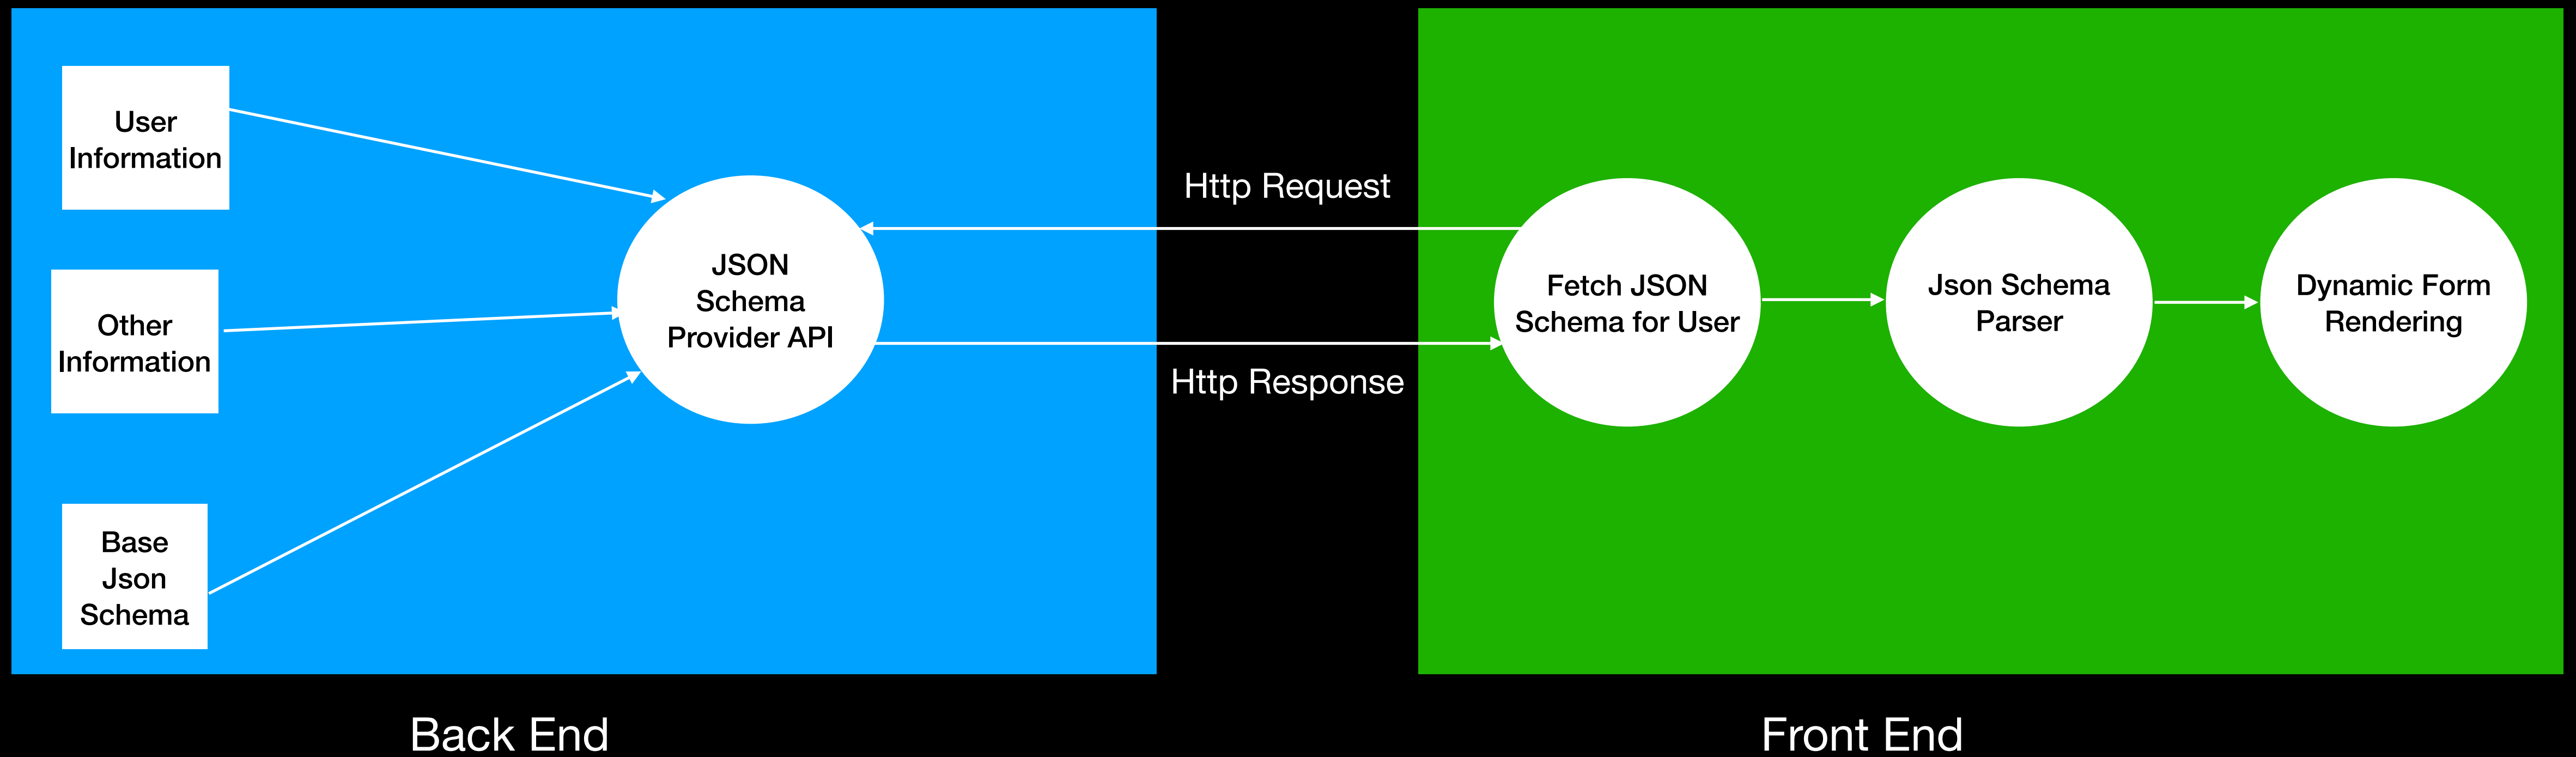 User
Information
Other
Information
Base
Json
Schema
JSON
Schema
Provider API
Http Request
Http Response
Fetch JSON
Schema for User
Json Schema
Parser
Dynamic Form
Rendering
Back End
Front End